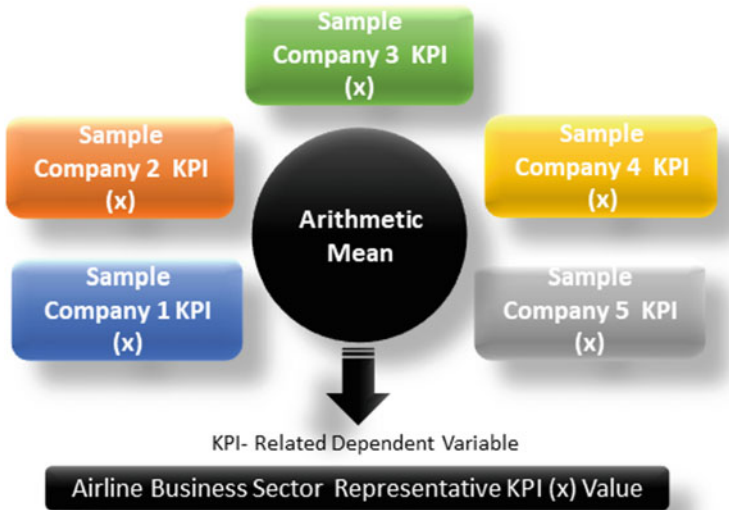 Sample
Company 3 KPI
(x)
Sample
Company 2 KPI
(x)
Sample
Company 4 KPI
(x)
Arithmetic
Mean
Sample
Company 1 KPI
(x)
Sample
Company 5 KPI
(x)
KPI- Related Dependent Variable
Airline Business Sector Representative KPI (x) Value